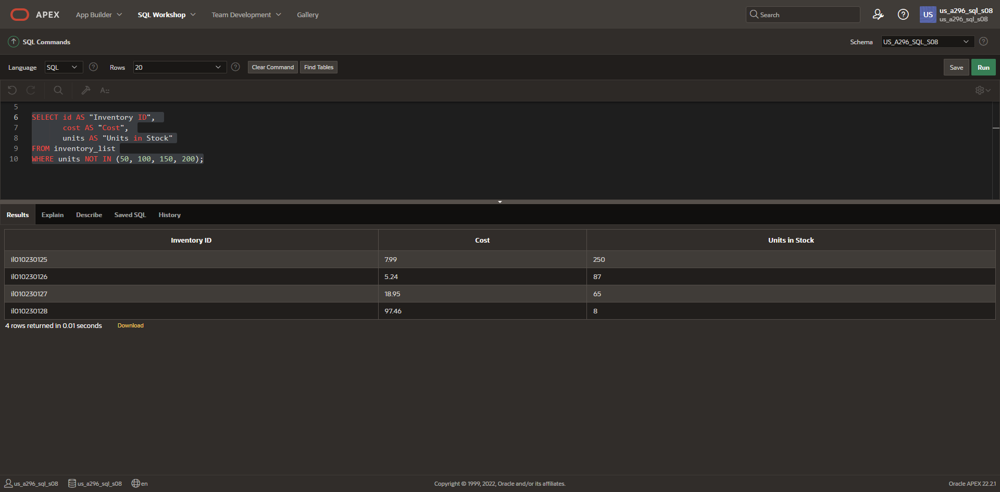 APEX App Builder SQL Workshop Team Development Gallery Search US us_a296_sql_s08
us_a296_sql_s08
SQL Commands Schema US_A296_SQL_S08
Language SQL Rows 20 Clear Command Find Tables Save Run
A
5
6 SELECT id AS "Inventory ID",
7 cost AS "Cost",
8 units AS "Units in Stock"
9 FROM inventory_list
10 WHERE units NOT IN (50, 100, 150, 200);
Results Explain Describe Saved SQL History
Inventory ID Cost Units in Stock
il010230125 7.99 250
il010230126 5.24 87
il010230127 18.95 65
il010230128 97.46 8
4 rows returned in 0.01 seconds Download
us_a296_sql_s08 us_a296_sql_s08 en Copyright © 1999, 2022, Oracle and/or its affiliates. Oracle APEX 22.2.1